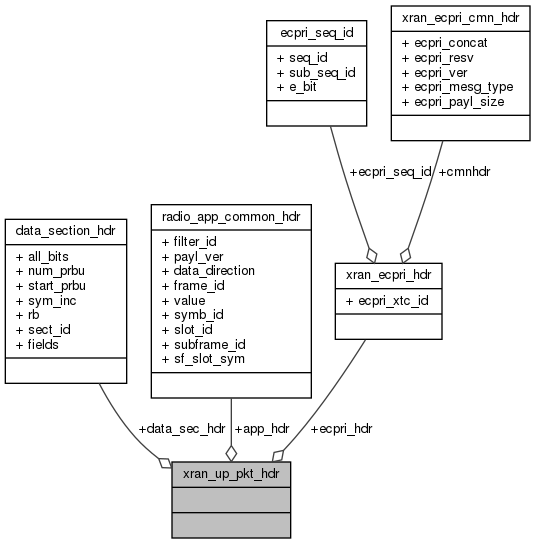 ecpri_seq_id
+ seq_id
+ sub_seq_id
+ e_bit
xran_ecpri_cmn_hdr
+ ecpri_concat
+ ecpri_resv
+ ecpri_ver
+ ecpri_mesg_type
+ ecpri_payl_size
+ecpri_seq_id
+cmnhdr
data_section_hdr
+ all_bits
+ num_prbu
+ start_prbu
+ sym_inc
+ rb
+ sect_id
+ fields
radio_app_common_hdr
+ filter_id
+ payl_ver
+ data_direction
+ frame_id
+ value
+ symb_id
+ slot_id
+ subframe_id
+ sf_slot_sym
xran_ecpri_hdr
+ ecpri_xtc_id
+data_sec_hdr
+app_hdr
+ecpri_hdr
xran_up_pkt_hdr